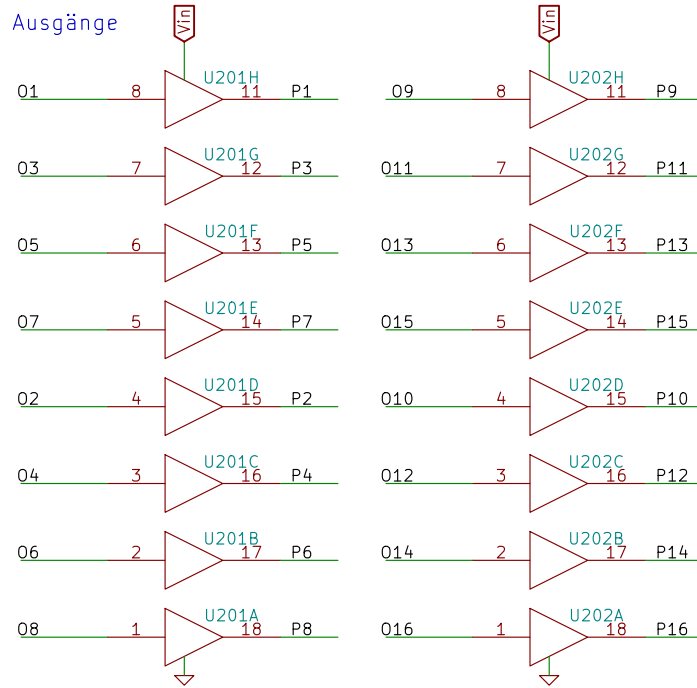 Ausgänge
Vin
Vin
U201H
U202H
O1 8 11 P1
O9 8 11 P9
U201G
U202G
O3 7 12 P3
O11 7 12 P11
U201F
U202F
O5 6 13 P5
O13 6 13 P13
U201E
U202E
O7 5 14 P7
O15 5 14 P15
U201D
U202D
O2 4 15 P2
O10 4 15 P10
U201C
U202C
O4 3 16 P4
O12 3 16 P12
U201B
U202B
O6 2 17 P6
O14 2 17 P14
U201A
U202A
O8 1 18 P8
O16 1 18 P16